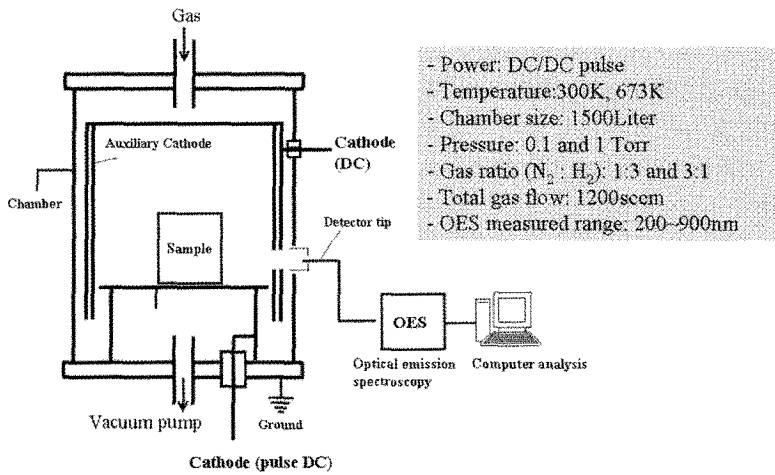 Gas
- Power: DC/DC pulse
- Temperature:300K, 673K
- Chamber size: 1500Liter
- Pressure: 0.1 and 1 Torr
- Gas ratio (N2 : H2): 1:3 and 3:1
- Total gas flow: 1200sccm
- OES measured range: 200~900nm
Auxiliary Cathode
Cathode
(DC)
Chamber
Sample
Detector tip
OES
Optical emission
spectroscopy
Computer analysis
Vacuum pump
Ground
Cathode (pulse DC)